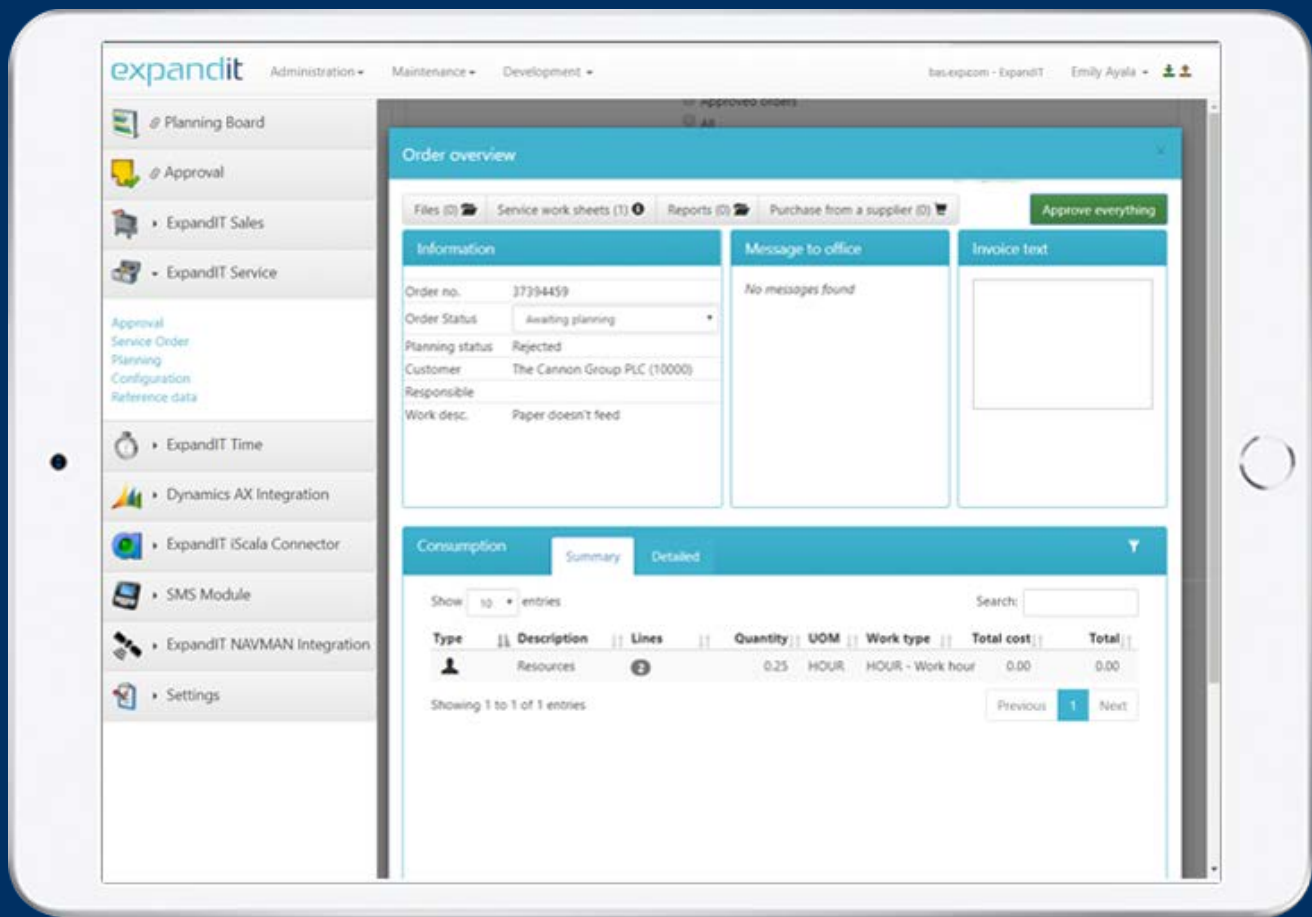 expandit Administration Maintenance Development bas.exp.com - ExpandIT Emily Ayala
Planning Board
Approval
ExpandIT Sales
ExpandIT Service
Approval
Service Order
Planning
Configuration
Reference data
ExpandIT Time
Dynamics AX Integration
ExpandIT iScala Connector
SMS Module
ExpandIT NAVMAN Integration
Settings
Approved orders
All
Order overview ×
Files (0) Service work sheets (1) Reports (0) Purchase from a supplier (0) Approve everything
Information
Order no. 37394459
Order Status Awaiting planning
Planning status Rejected
Customer The Cannon Group PLC (10000)
Responsible
Work desc. Paper doesn't feed
Message to office
No messages found
Invoice text
Consumption Summary Detailed
Show 10 entries Search:
Type Description Lines Quantity UOM Work type Total cost Total
Resources 2 0.25 HOUR HOUR - Work hour 0.00 0.00
Showing 1 to 1 of 1 entries Previous 1 Next